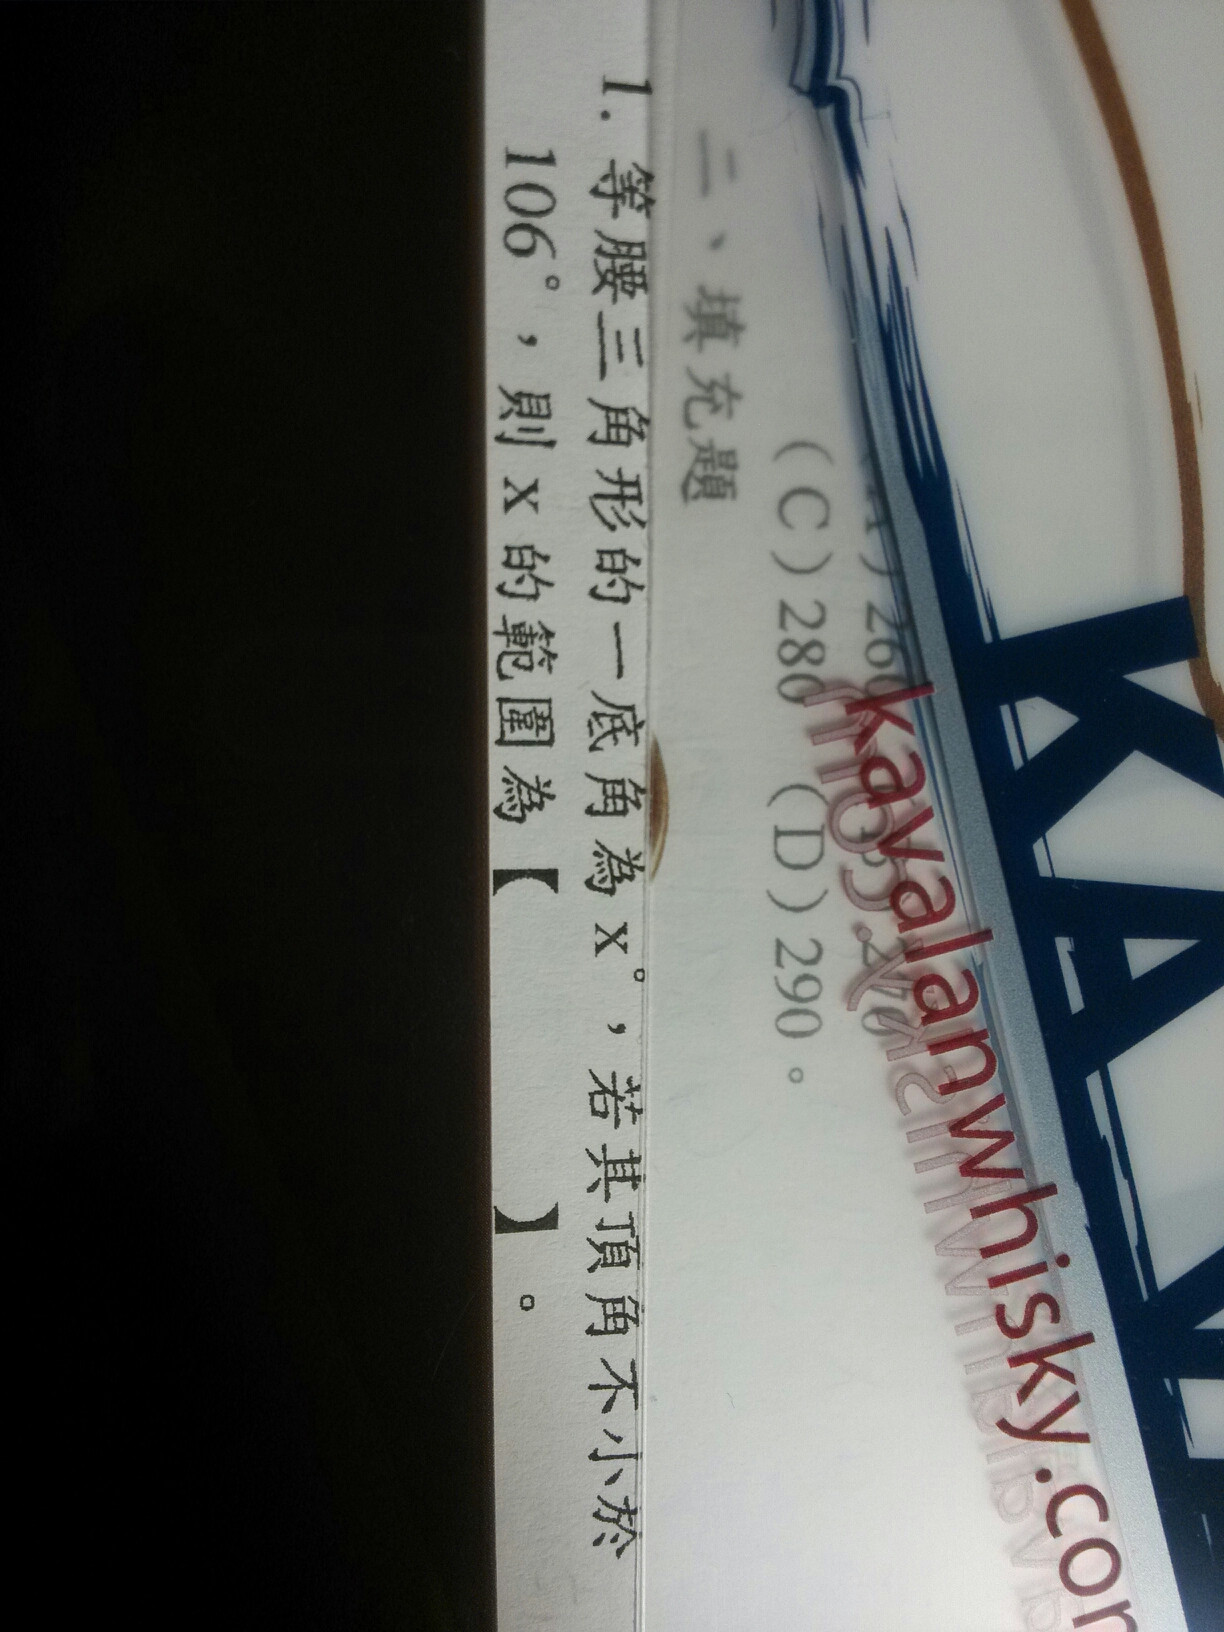 (C)280 (D)290。
二、填充題
1. 等腰三角形的一底角為x°，若其頂角不小於
106°，則x的範圍為【 】。
KAVA
kavalanwhisky.com